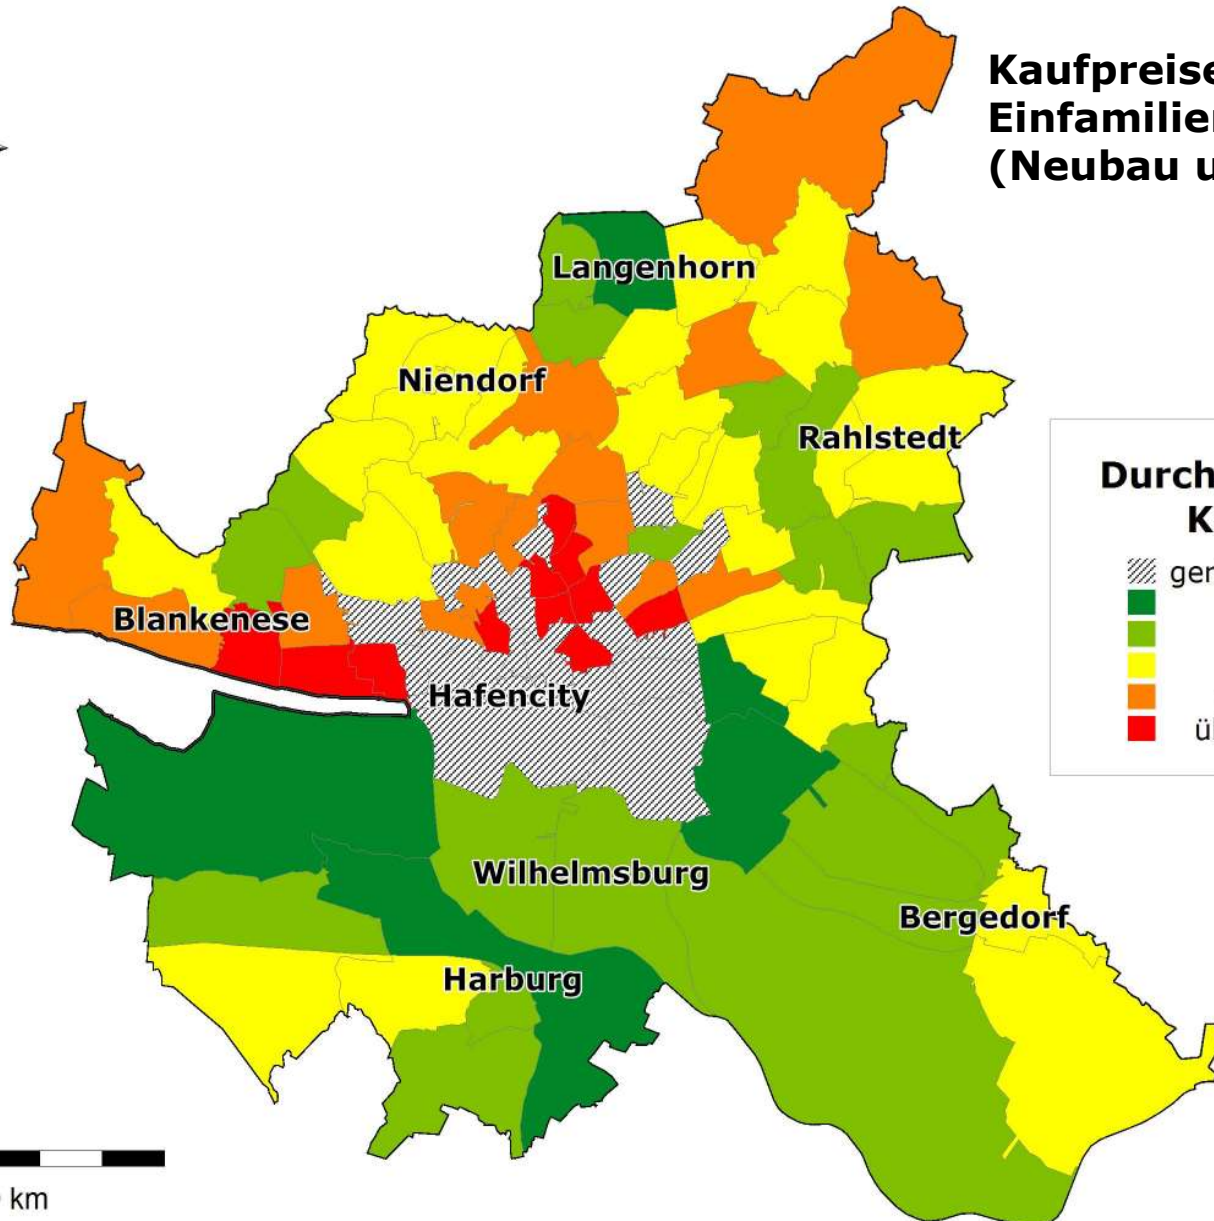 Kaufpreise
Einfamilien
(Neubau u
Langenhorn
Niendorf
Rahlstedt
Blankenese
Hafencity
Wilhelmsburg
Bergedorf
Harburg
Durch
K
ger
ü
km